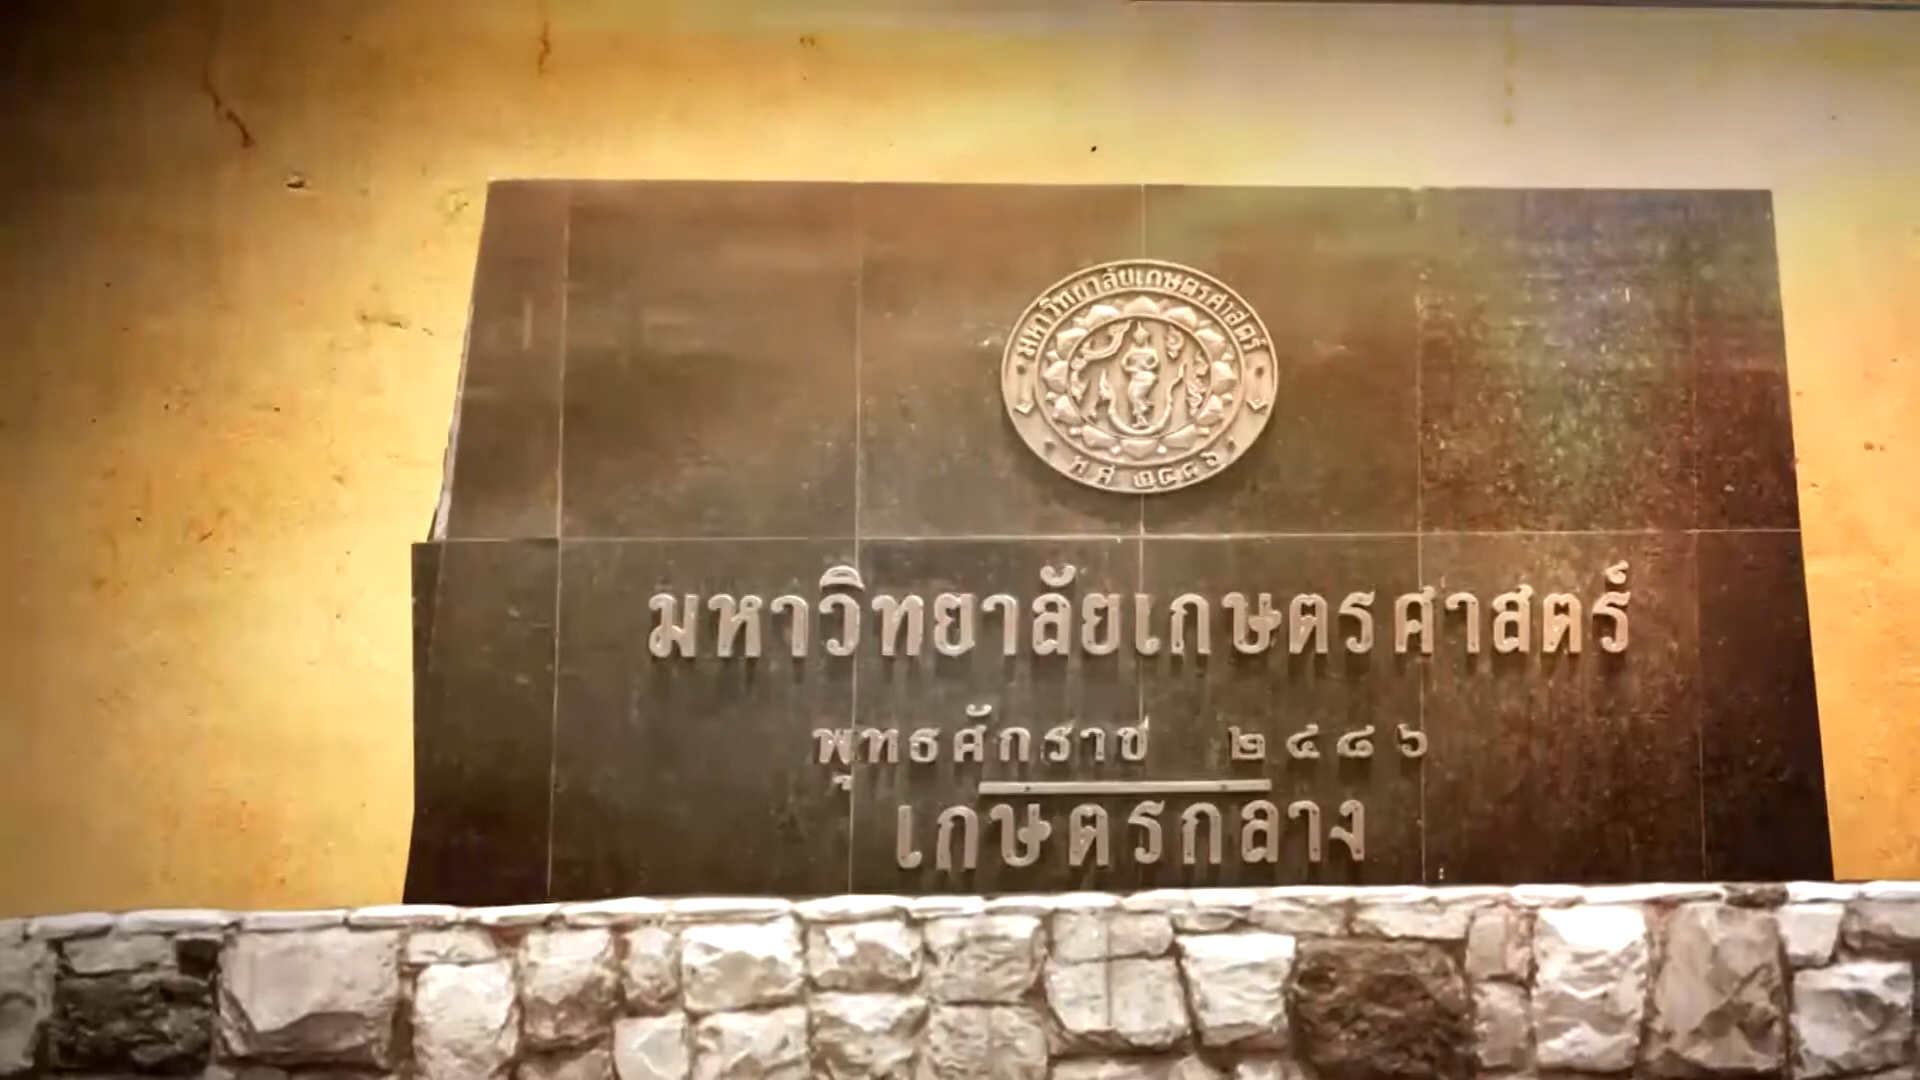 มหาวิทยาลัยเกษตรศาสตร์
พ.ศ. ๒๔๘๖
มหาวิทยาลัยเกษตรศาสตร์
พุทธศักราช ๒๔๘๖
เกษตรกลาง